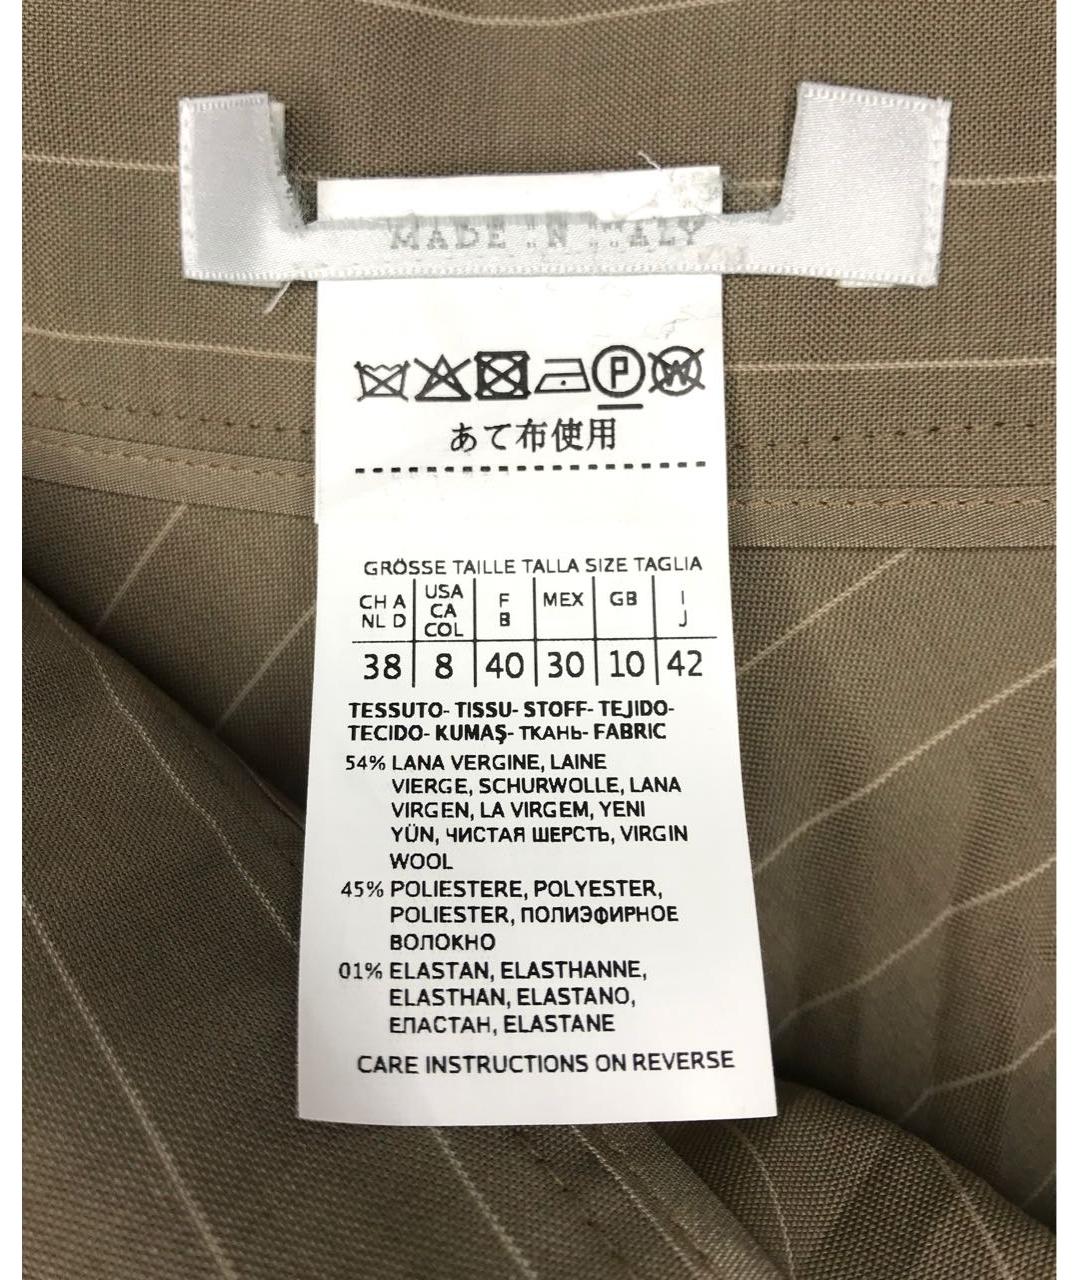 MADE IN ITALY
P W
あて布使用
GRÖSSE TAILLE TALLA SIZE TAGLIA
CH A NL D USA CA COL F B MEX GB I J
38 8 40 30 10 42
TESSUTO- TISSU- STOFF- TEJIDO-
TECIDO- KUMAŞ- ТКАНЬ- FABRIC
54% LANA VERGINE, LAINE
VIERGE, SCHURWOLLE, LANA
VIRGEN, LA VIRGEM, YENI
YÜN, ЧИСТАЯ ШЕРСТЬ, VIRGIN
WOOL
45% POLIESTERE, POLYESTER,
POLIESTER, ПОЛИЭФИРНОЕ
ВОЛОКНО
01% ELASTAN, ELASTHANNE,
ELASTHAN, ELASTANO,
ЕПАСТАН, ELASTANE
CARE INSTRUCTIONS ON REVERSE